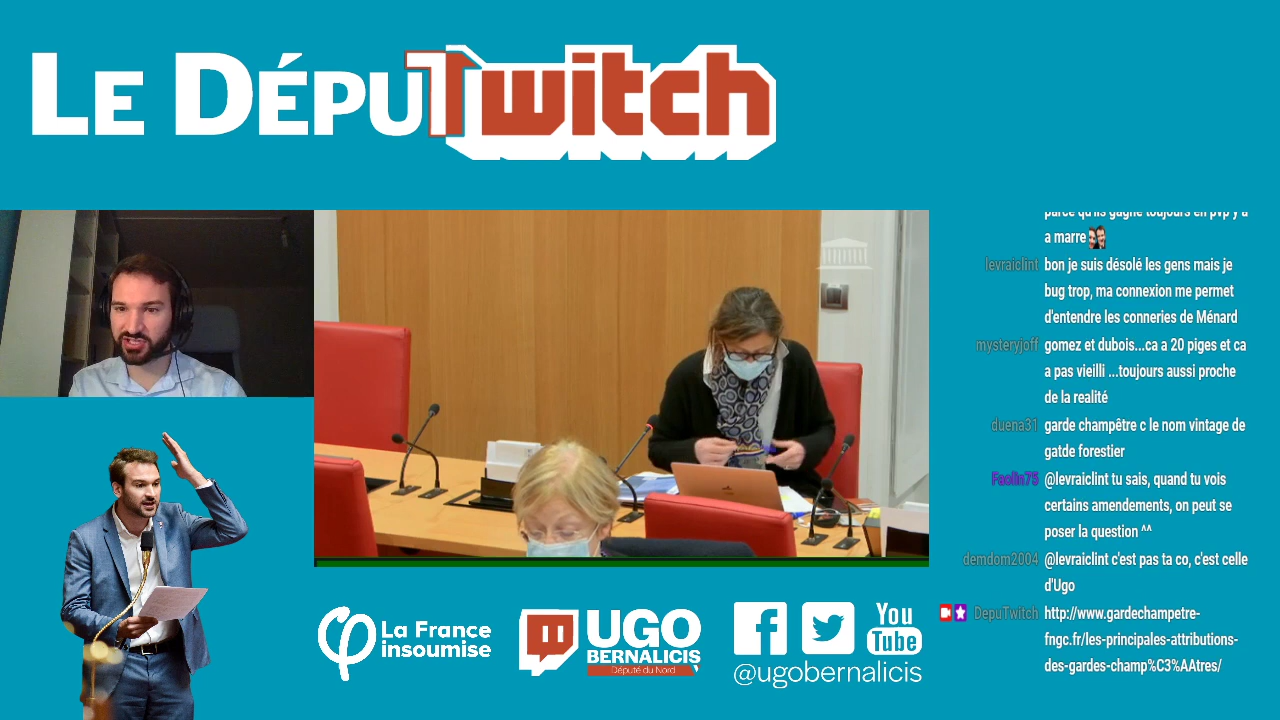 LE DÉPUTwitch
parce qu'ils gagne toujours en pvp y a
a marre
levraiclint bon je suis désolé les gens mais je
bug trop, ma connexion me permet
d'entendre les conneries de Ménard
mysteryjoff gomez et dubois...ca a 20 piges et ca
a pas vieilli ...toujours aussi proche
de la realité
duena31 garde champêtre c le nom vintage de
gatde forestier
Faolin75 @levraiclint tu sais, quand tu vois
certains amendements, on peut se
poser la question ^^
demdom2004 @levraiclint c'est pas ta co, c'est celle
d'Ugo
DepuTwitch http://www.gardechampetre-
fngc.fr/les-principales-attributions-
des-gardes-champ%C3%AAtres/
La France
insoumise
UGO
BERNALICIS
Député du Nord
You
Tube
@ugobernalicis